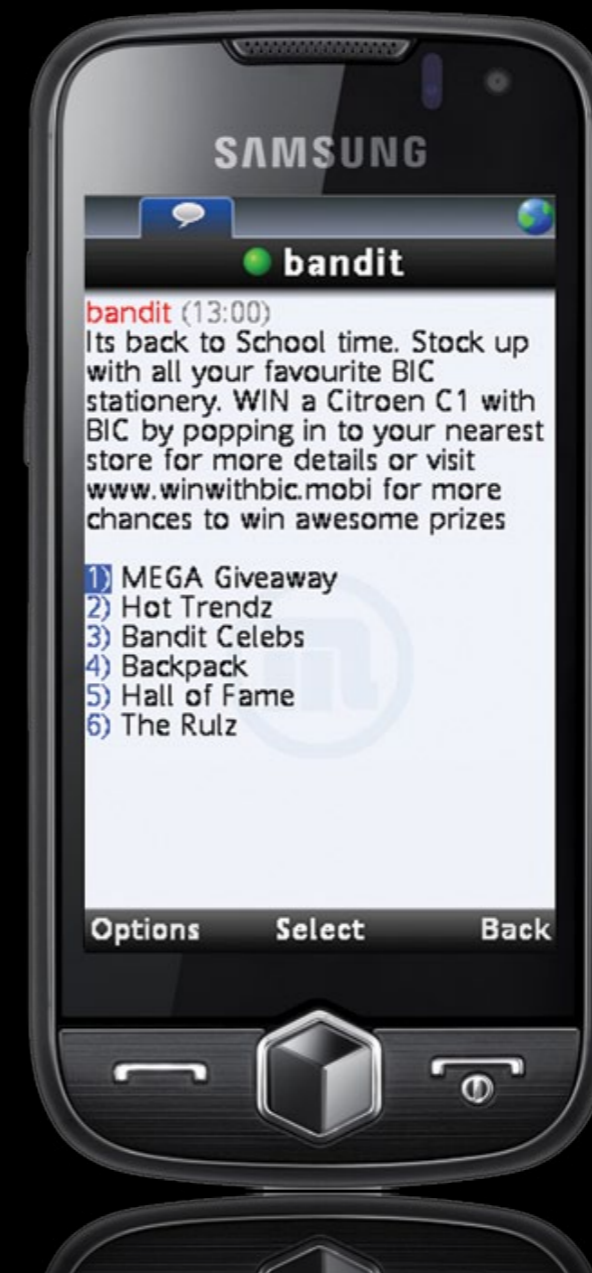 SAMSUNG
bandit
bandit (13:00)
Its back to School time. Stock up
with all your favourite BIC
stationery. WIN a Citroen C1 with
BIC by popping in to your nearest
store for more details or visit
www.winwithbic.mobi for more
chances to win awesome prizes
1) MEGA Giveaway
2) Hot Trendz
3) Bandit Celebs
4) Backpack
5) Hall of Fame
6) The Rulz
Options Select Back